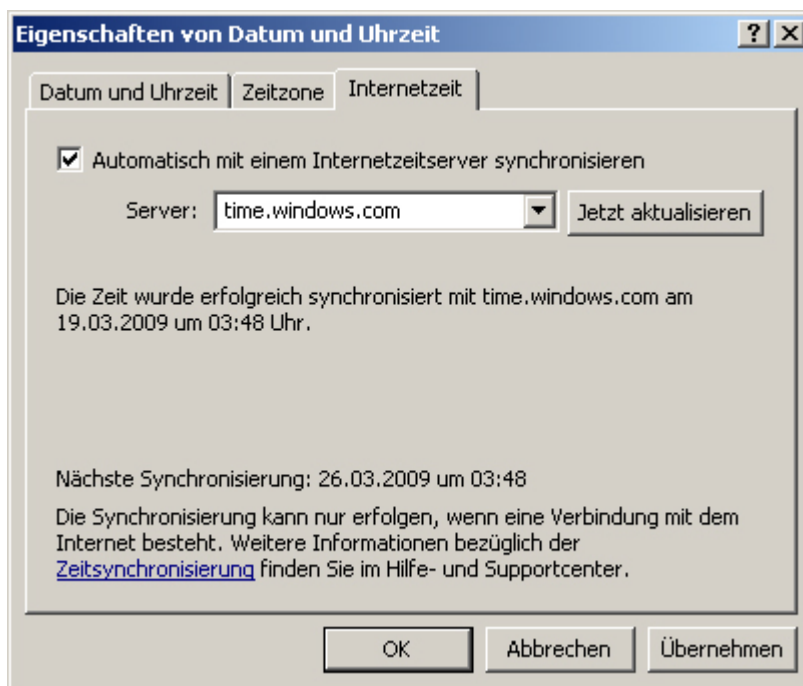 Eigenschaften von Datum und Uhrzeit
Datum und Uhrzeit Zeitzone Internetzeit
Automatisch mit einem Internetzeitserver synchronisieren
Server: time.windows.com Jetzt aktualisieren
Die Zeit wurde erfolgreich synchronisiert mit time.windows.com am
19.03.2009 um 03:48 Uhr.
Nächste Synchronisierung: 26.03.2009 um 03:48
Die Synchronisierung kann nur erfolgen, wenn eine Verbindung mit dem
Internet besteht. Weitere Informationen bezüglich der
Zeitsynchronisierung finden Sie im Hilfe- und Supportcenter.
OK Abbrechen Übernehmen